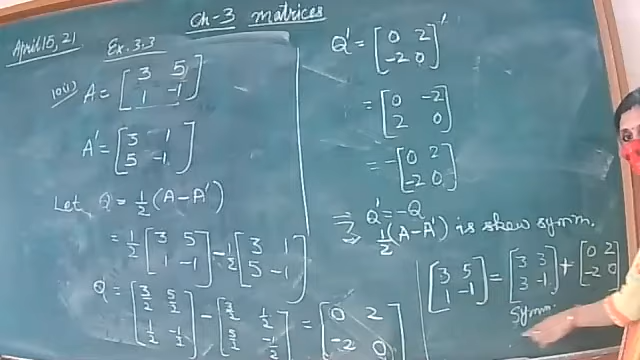 Ch-3 matrices
April 15, 21
Ex. 3.3
10(i) A = [3 5; 1 -1]
A' = [3 1; 5 -1]
Let Q = 1/2 (A - A')
= 1/2 [3 5; 1 -1] - 1/2 [3 1; 5 -1]
Q = [3/2 5/2; 1/2 -1/2] - [3/2 1/2; 5/2 -1/2] = [0 2; -2 0]
Q' = [0 2; -2 0]'
= [0 -2; 2 0]
= -[0 2; -2 0]
⇒ Q' = -Q
⇒ 1/2 (A - A') is skew symm.
[3 5; 1 -1] = [3 3; 3 -1] + [0 2; -2 0]
Symm.